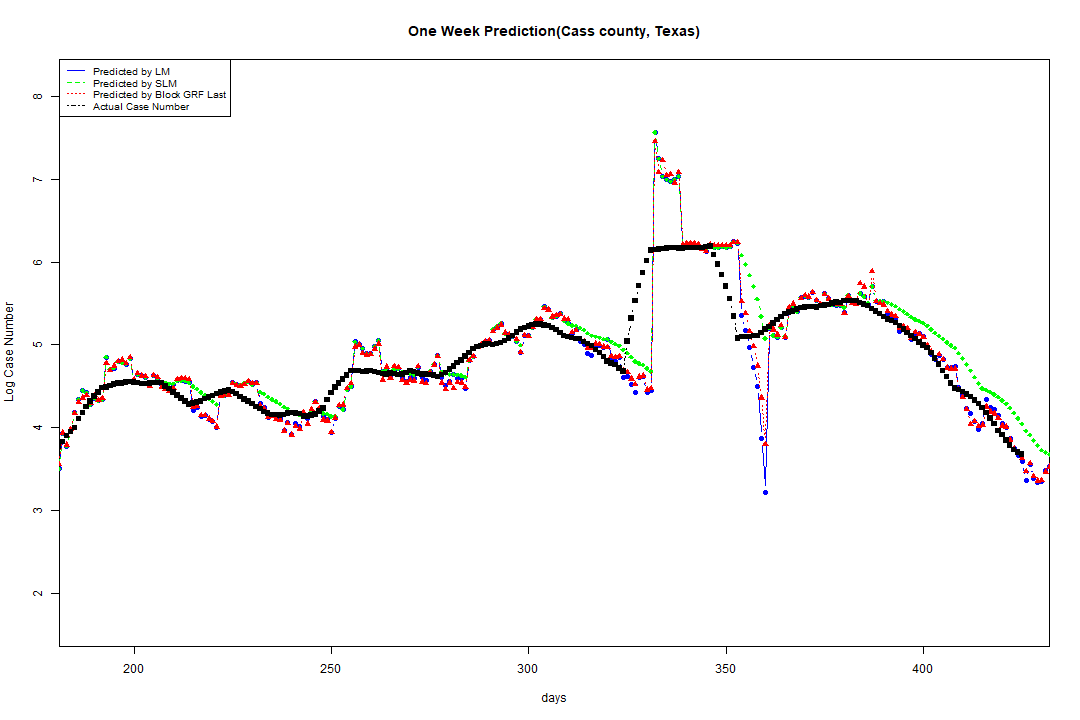 One Week Prediction(Cass county, Texas)
Predicted by LM
Predicted by SLM
Predicted by Block GRF Last
Actual Case Number
Log Case Number
8
7
6
5
4
3
2
200 250 300 350 400
days